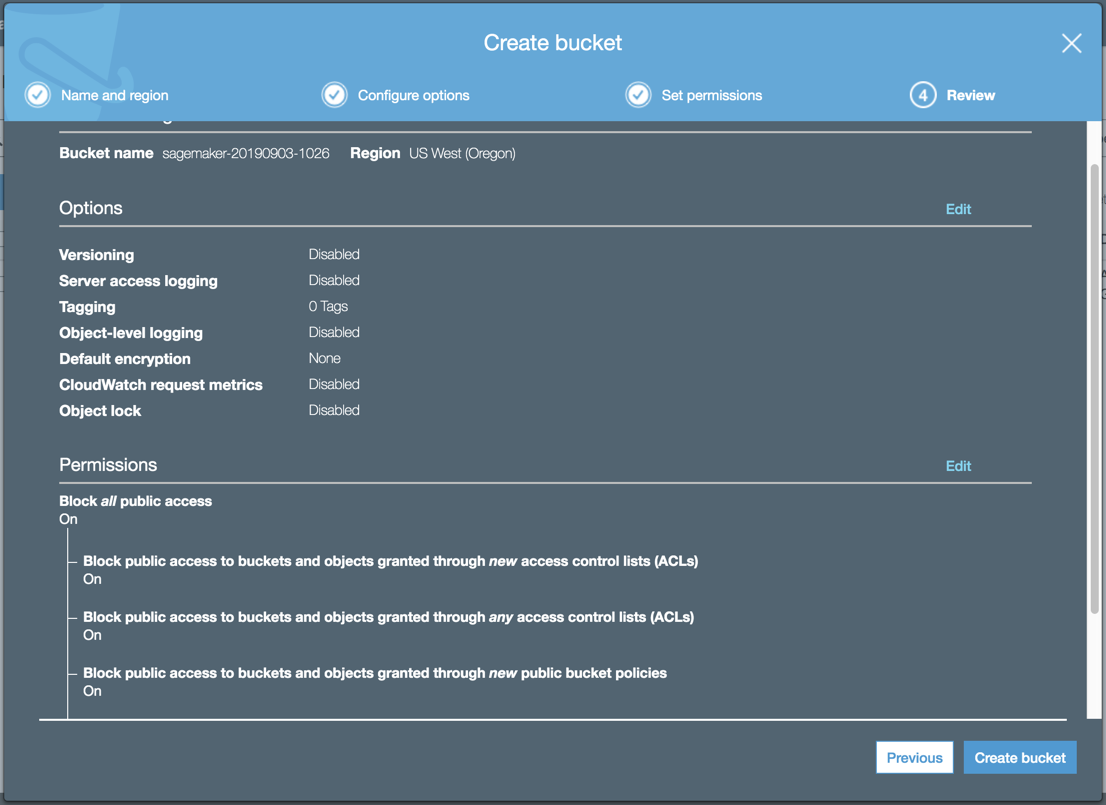 Create bucket
Name and region
Configure options
Set permissions
4 Review
Bucket name sagemaker-20190903-1026 Region US West (Oregon)
Options Edit
Versioning Disabled
Server access logging Disabled
Tagging 0 Tags
Object-level logging Disabled
Default encryption None
CloudWatch request metrics Disabled
Object lock Disabled
Permissions Edit
Block all public access
On
Block public access to buckets and objects granted through new access control lists (ACLs)
On
Block public access to buckets and objects granted through any access control lists (ACLs)
On
Block public access to buckets and objects granted through new public bucket policies
On
Previous Create bucket